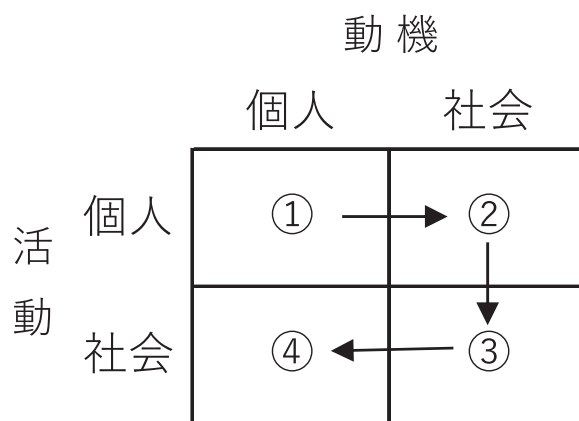 動機
個人 社会
個人 ① ②
活動
社会 ④ ③